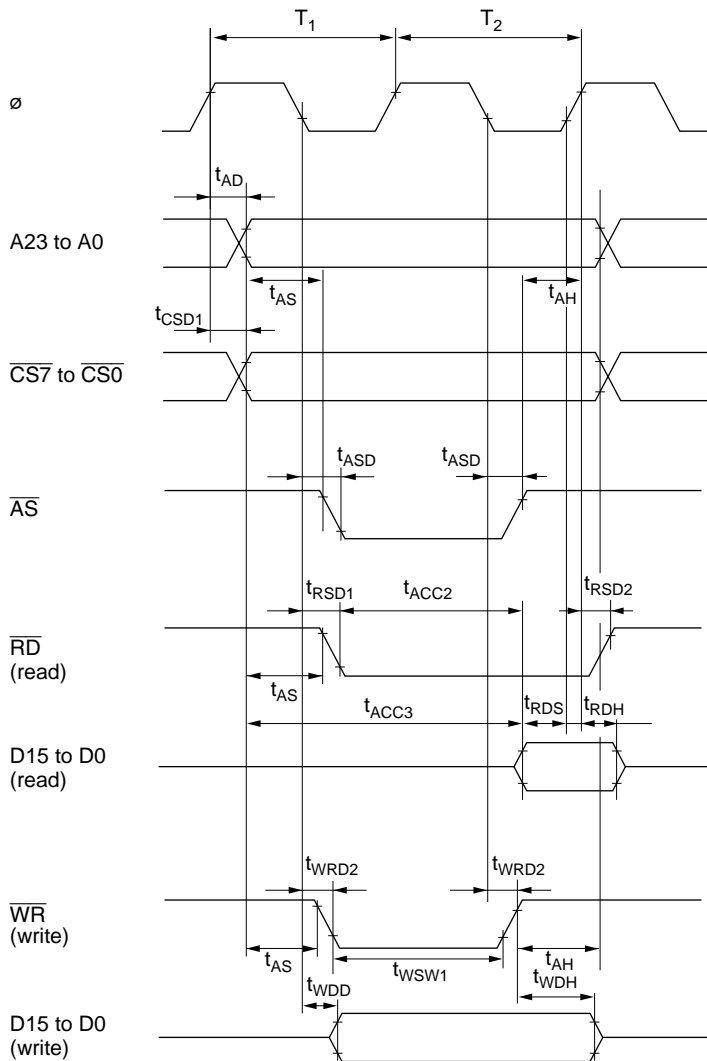 T1 T2
ø
tAD
A23 to A0
tAS tAH
tCSD1
CS7 to CS0
tASD tASD
AS
tRSD1 tACC2 tRSD2
RD
(read)
tAS
tACC3 tRDS tRDH
D15 to D0
(read)
tWRD2 tWRD2
WR
(write)
tAS tWSW1 tAH
tWDD tWDH
D15 to D0
(write)